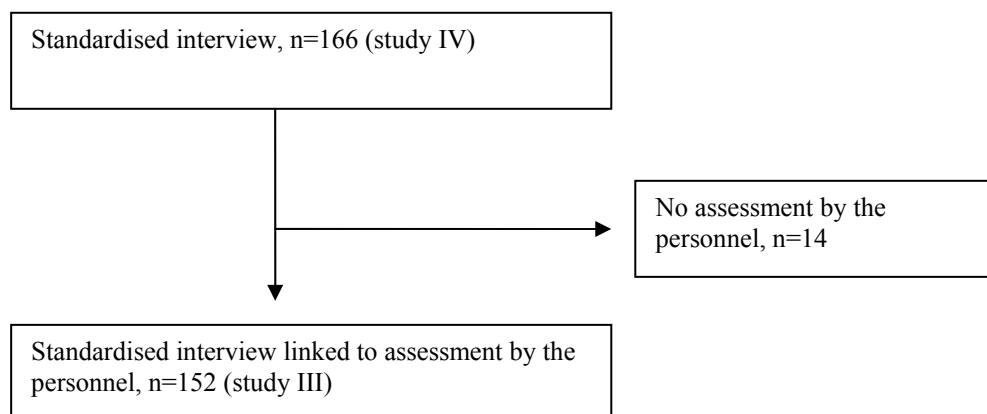 Standardised interview, n=166 (study IV)
No assessment by the
personnel, n=14
Standardised interview linked to assessment by the
personnel, n=152 (study III)